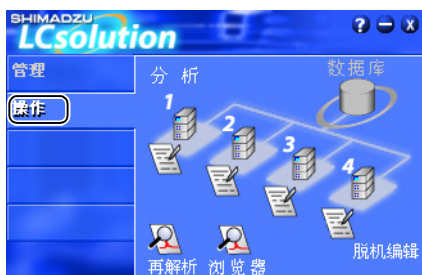 SHIMADZU
LCsolution
管理
操作
分 析
数据库
1
2
3
4
再解析
浏览器
脱机编辑